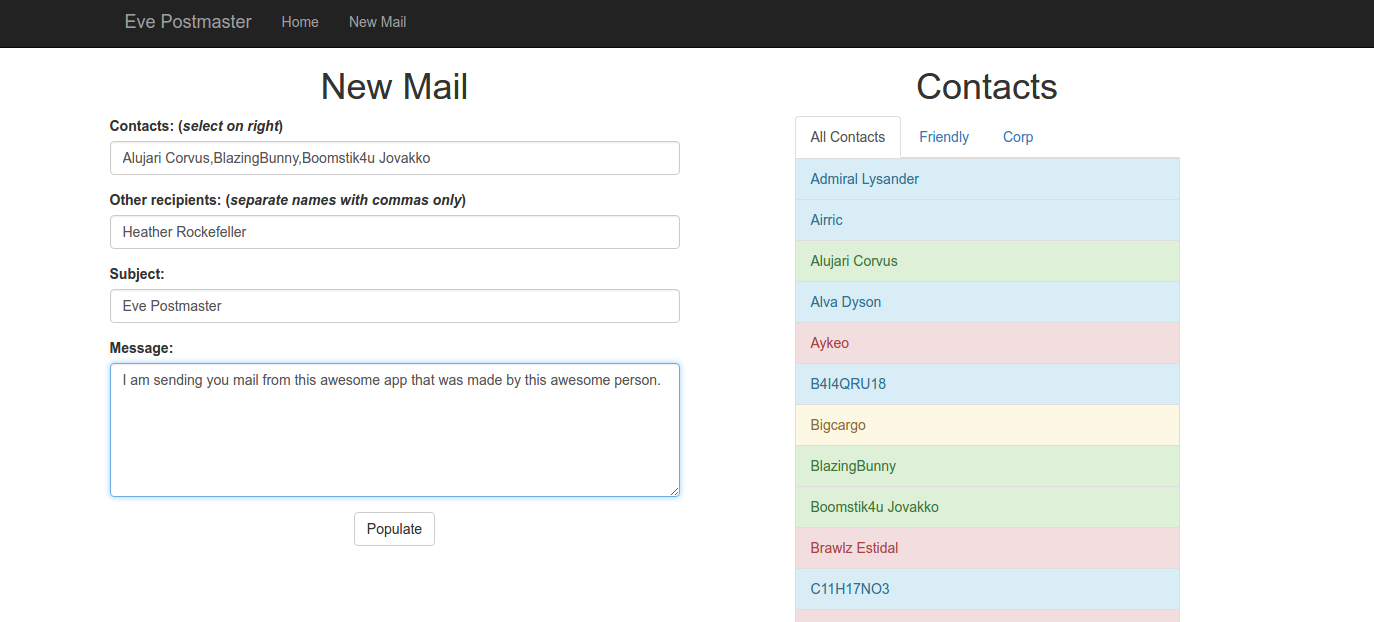 Eve Postmaster Home New Mail
New Mail
Contacts: (select on right)
Alujari Corvus,BlazingBunny,Boomstik4u Jovakko
Other recipients: (separate names with commas only)
Heather Rockefeller
Subject:
Eve Postmaster
Message:
I am sending you mail from this awesome app that was made by this awesome person.
Populate
Contacts
All Contacts Friendly Corp
Admiral Lysander
Airric
Alujari Corvus
Alva Dyson
Aykeo
B4I4QRU18
Bigcargo
BlazingBunny
Boomstik4u Jovakko
Brawlz Estidal
C11H17NO3